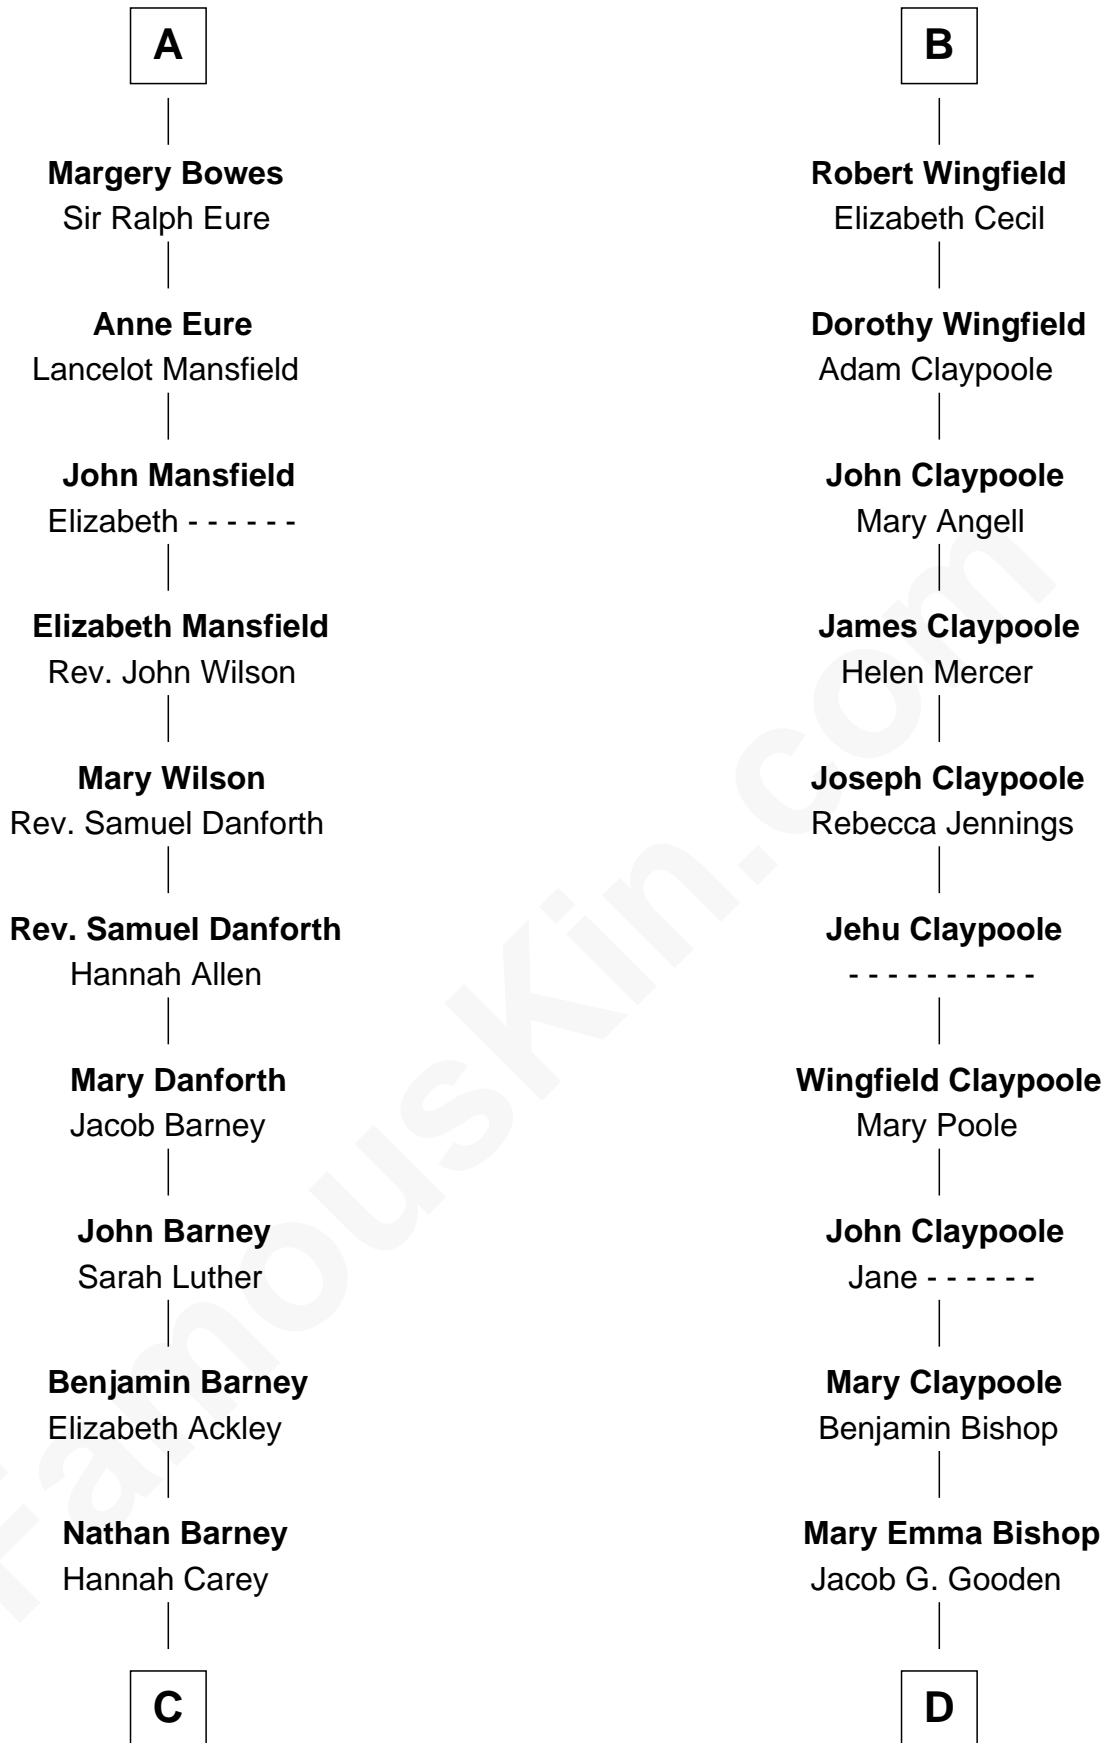 A
Margery Bowes
Sir Ralph Eure
Anne Eure
Lancelot Mansfield
John Mansfield
Elizabeth - - - - - -
Elizabeth Mansfield
Rev. John Wilson
Mary Wilson
Rev. Samuel Danforth
Rev. Samuel Danforth
Hannah Allen
Mary Danforth
Jacob Barney
John Barney
Sarah Luther
Benjamin Barney
Elizabeth Ackley
Nathan Barney
Hannah Carey
C
B
Robert Wingfield
Elizabeth Cecil
Dorothy Wingfield
Adam Claypoole
John Claypoole
Mary Angell
James Claypoole
Helen Mercer
Joseph Claypoole
Rebecca Jennings
Jehu Claypoole
- - - - - - - - - -
Wingfield Claypoole
Mary Poole
John Claypoole
Jane - - - - - -
Mary Claypoole
Benjamin Bishop
Mary Emma Bishop
Jacob G. Gooden
D
FamousKin.com